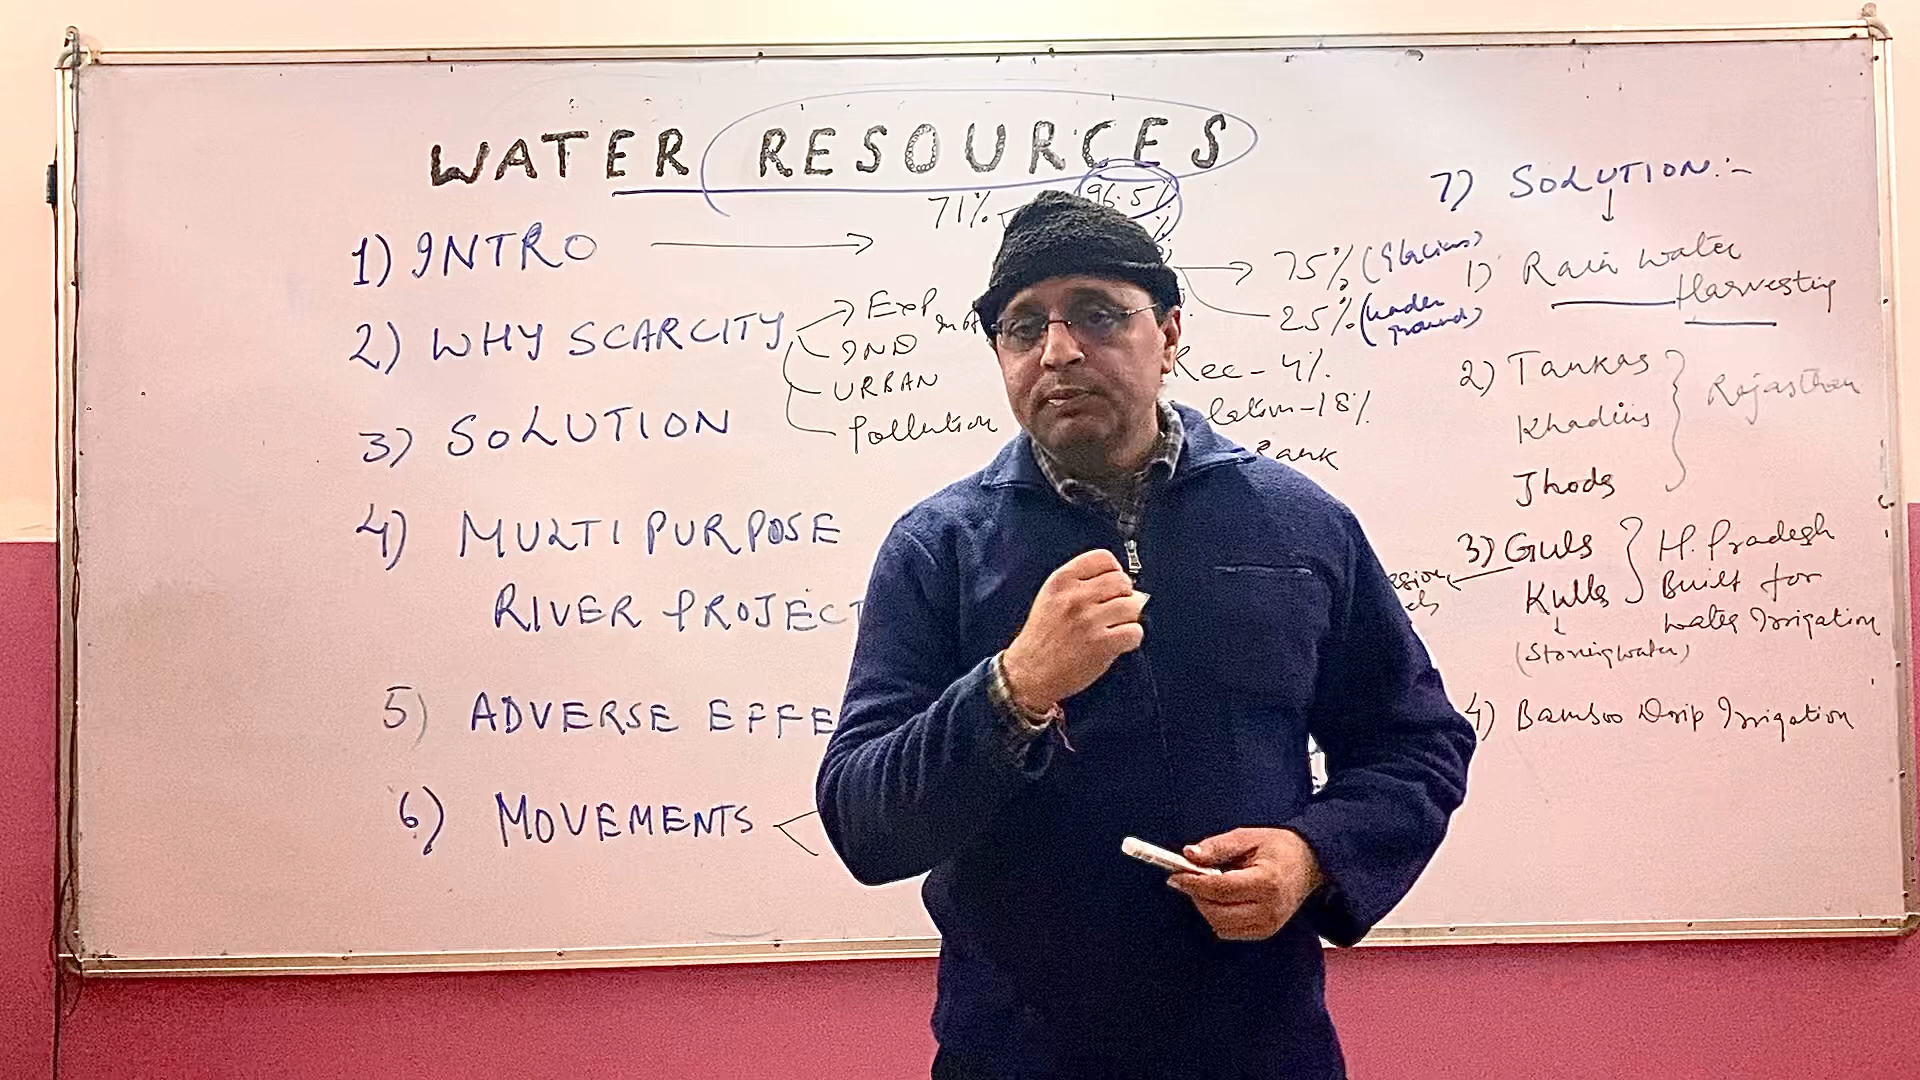 WATER RESOURCES
71%
96.5%
1) INTRO
75% (Glaciers)
25% (under ground)
2) WHY SCARCITY
Exp
IND
URBAN
Pollution
Rec - 4%
18%
Rank
3) SOLUTION
4) MULTIPURPOSE
RIVER PROJECT
5) ADVERSE EFFE
6) MOVEMENTS
7) SOLUTION:-
1) Rain water
Harvesting
2) Tankas
Khadins
Jhods
Rajasthan
3) Guls
Kulls
(Storing water)
H. Pradesh
Built for
water Irrigation
4) Bamboo Drip Irrigation